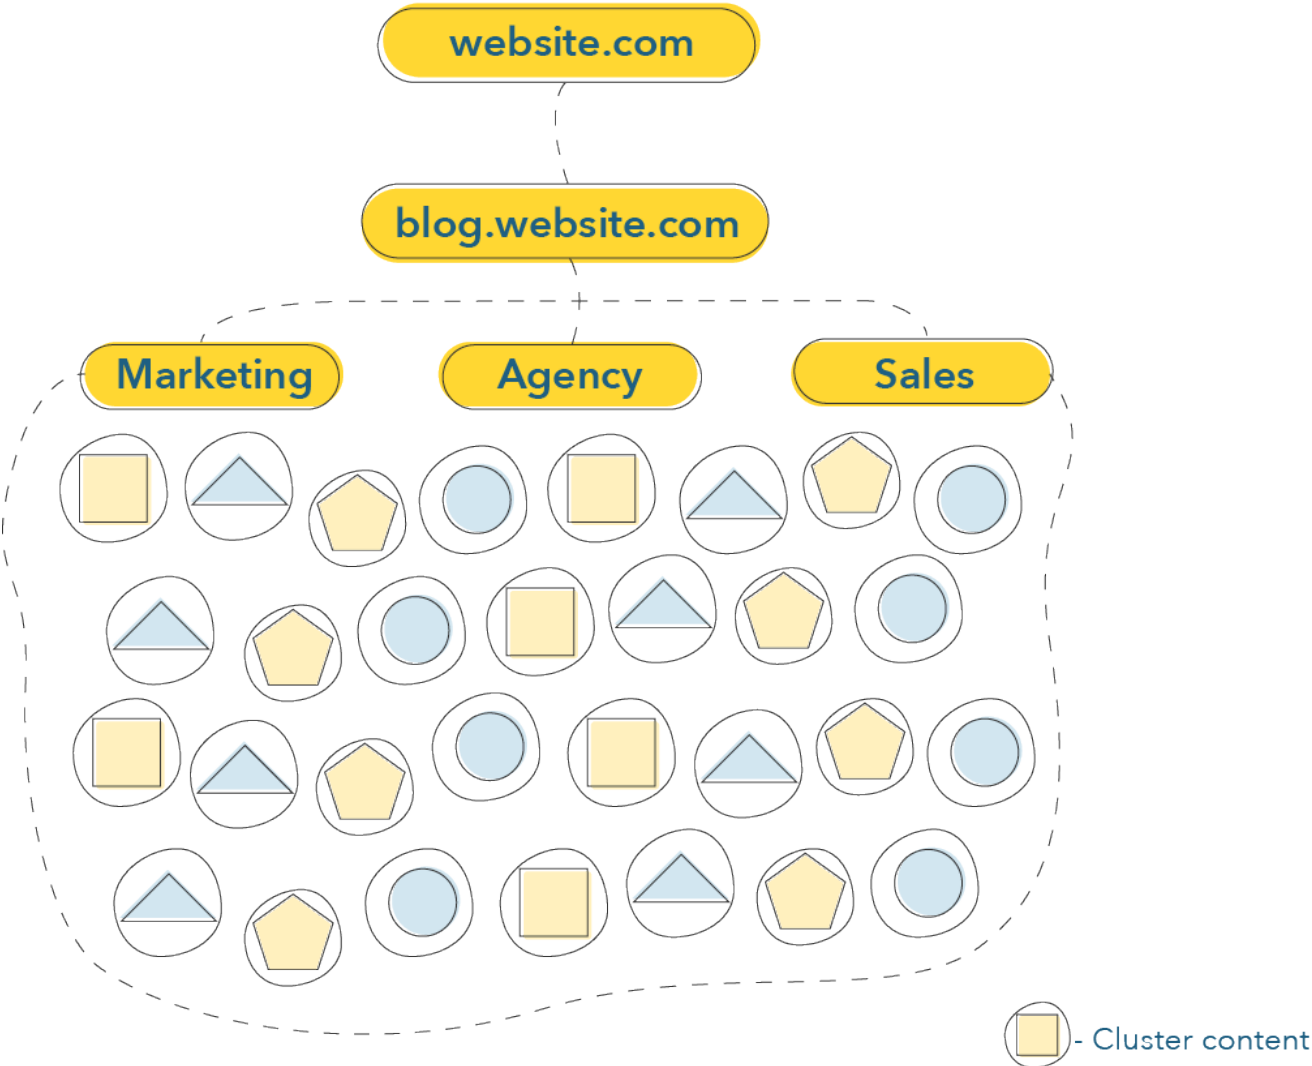 website.com
blog.website.com
Marketing
Agency
Sales
- Cluster content